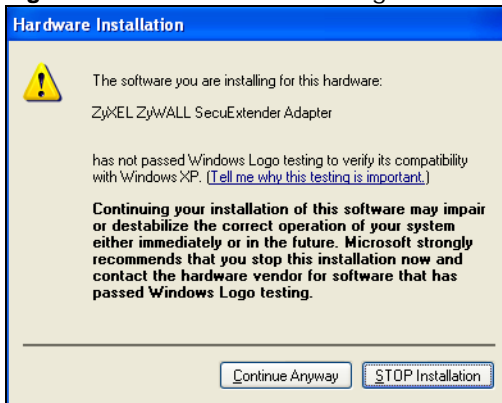 Hardware Installation
The software you are installing for this hardware:
ZyXEL ZyWALL SecuExtender Adapter
has not passed Windows Logo testing to verify its compatibility
with Windows XP. (Tell me why this testing is important.)
Continuing your installation of this software may impair
or destabilize the correct operation of your system
either immediately or in the future. Microsoft strongly
recommends that you stop this installation now and
contact the hardware vendor for software that has
passed Windows Logo testing.
Continue Anyway
STOP Installation